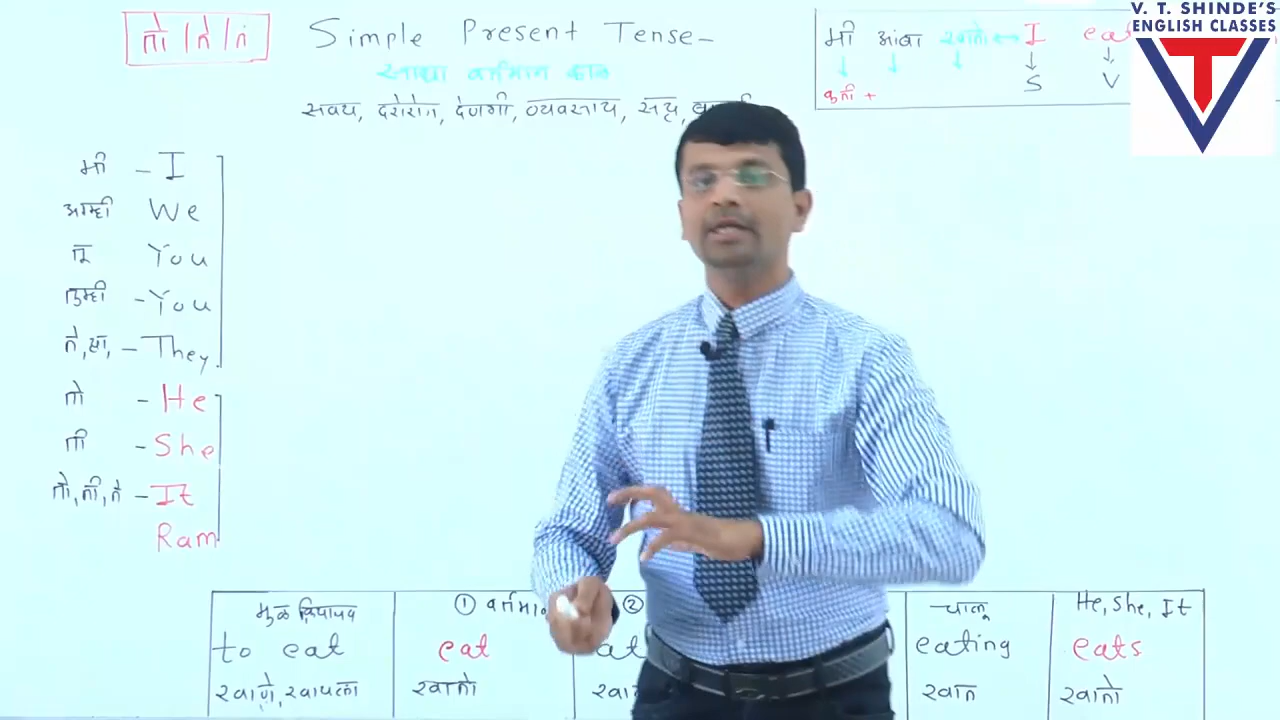 तो / ते / तं
Simple Present Tense -
साधा वर्तमान काळ
सवय, दररोज, देणगी, व्यवसाय, सत्य,
मी आंबा खातो I eat
S V
कर्ता +
V. T. SHINDE'S
ENGLISH CLASSES
मी - I
आम्ही We
तू You
तुम्ही - You
ते, त्या, - They
तो - He
ती - She
तो, ती, ते - It
Ram
मुळ क्रियापद
to eat
खाणे, खायला
① वर्तमान
eat
खातो
②
चालू
eating
खात
He, She, It
eats
खातो